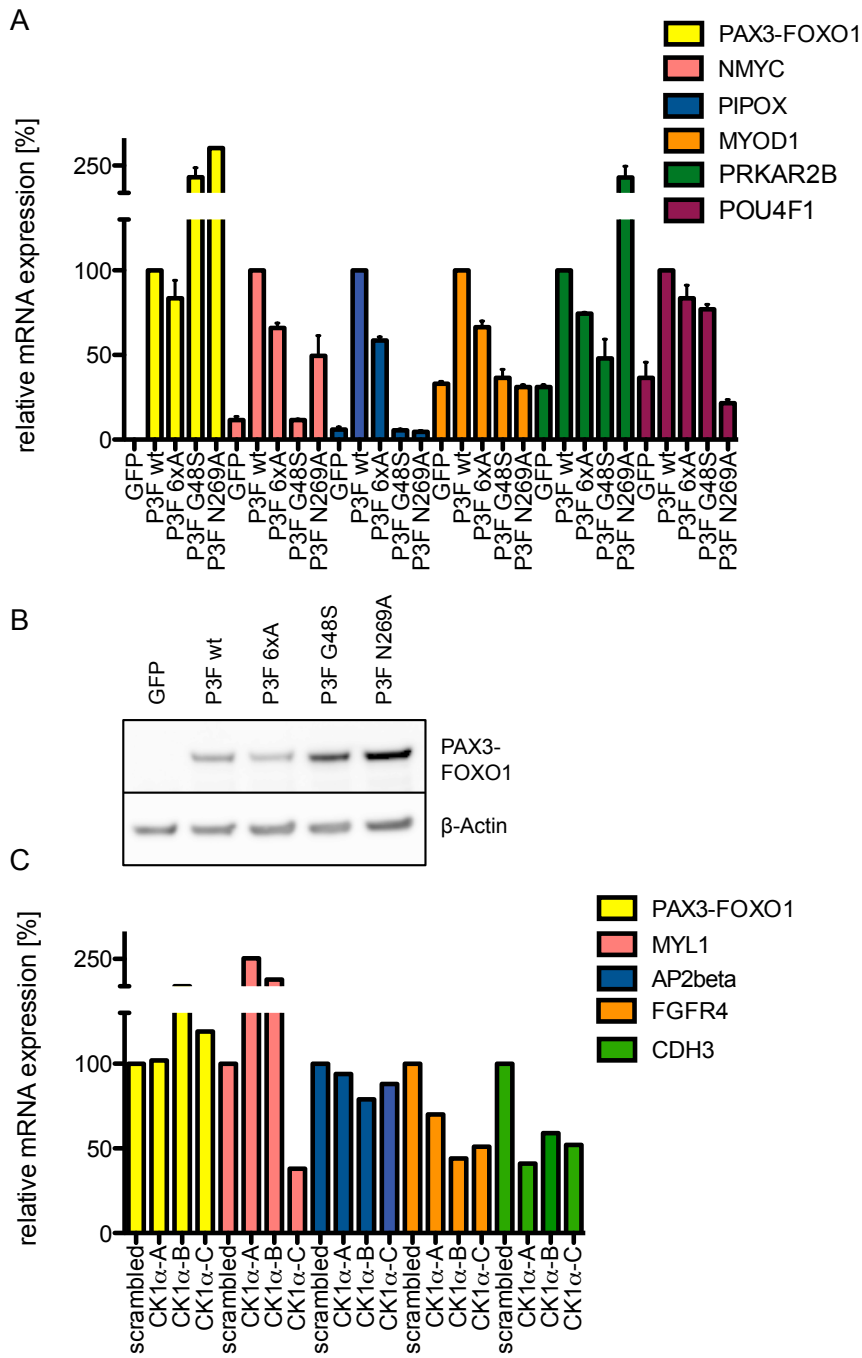 A
PAX3-FOXO1
NMYC
PIPOX
MYOD1
PRKAR2B
POU4F1
relative mRNA expression [%]
250
100
50
0
GFP
P3F wt
P3F 6xA
P3F G48S
P3F N269A
GFP
P3F wt
P3F 6xA
P3F G48S
P3F N269A
GFP
P3F wt
P3F 6xA
P3F G48S
P3F N269A
GFP
P3F wt
P3F 6xA
P3F G48S
P3F N269A
GFP
P3F wt
P3F 6xA
P3F G48S
P3F N269A
GFP
P3F wt
P3F 6xA
P3F G48S
P3F N269A
B
GFP
P3F wt
P3F 6xA
P3F G48S
P3F N269A
PAX3-
FOXO1
β-Actin
C
PAX3-FOXO1
MYL1
AP2beta
FGFR4
CDH3
relative mRNA expression [%]
250
100
50
0
scrambled
CK1α-A
CK1α-B
CK1α-C
scrambled
CK1α-A
CK1α-B
CK1α-C
scrambled
CK1α-A
CK1α-B
CK1α-C
scrambled
CK1α-A
CK1α-B
CK1α-C
scrambled
CK1α-A
CK1α-B
CK1α-C